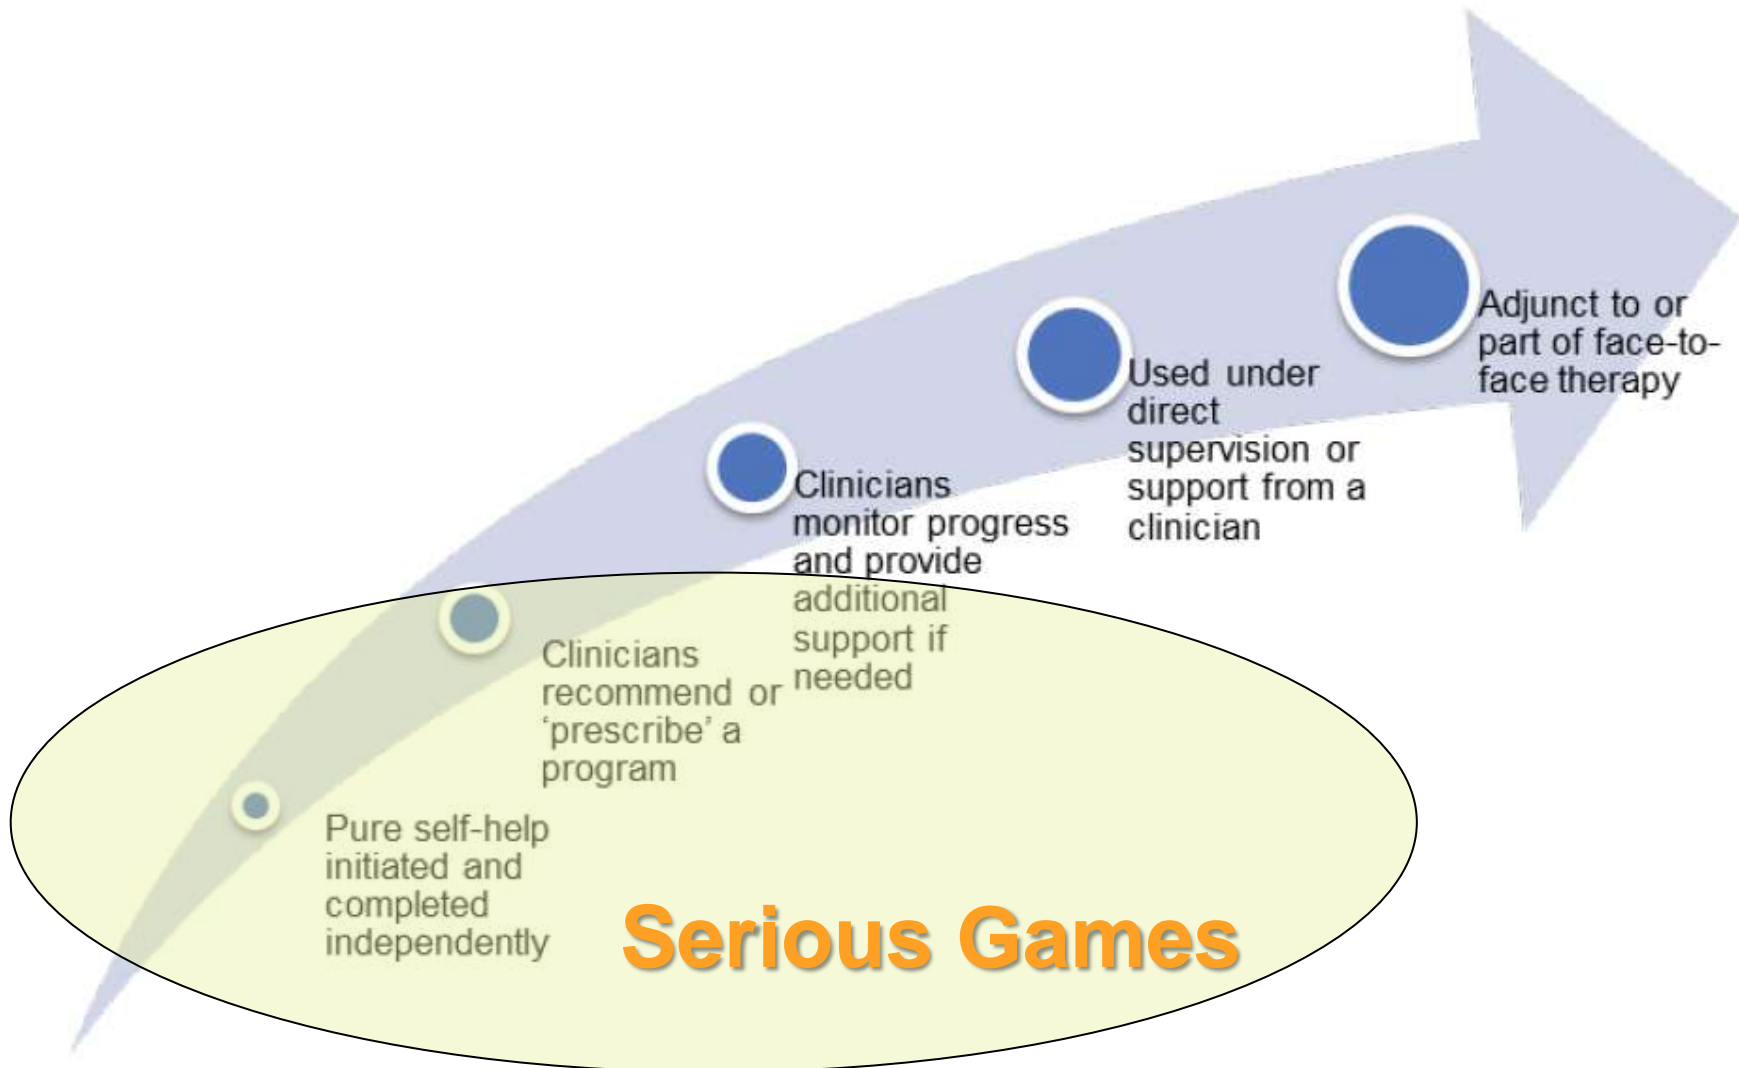 Adjunct to or
part of face-to-
face therapy
Used under
direct
supervision or
support from a
clinician
Clinicians
monitor progress
and provide
additional
support if
needed
Clinicians
recommend or
‘prescribe’ a
program
Pure self-help
initiated and
completed
independently
Serious Games